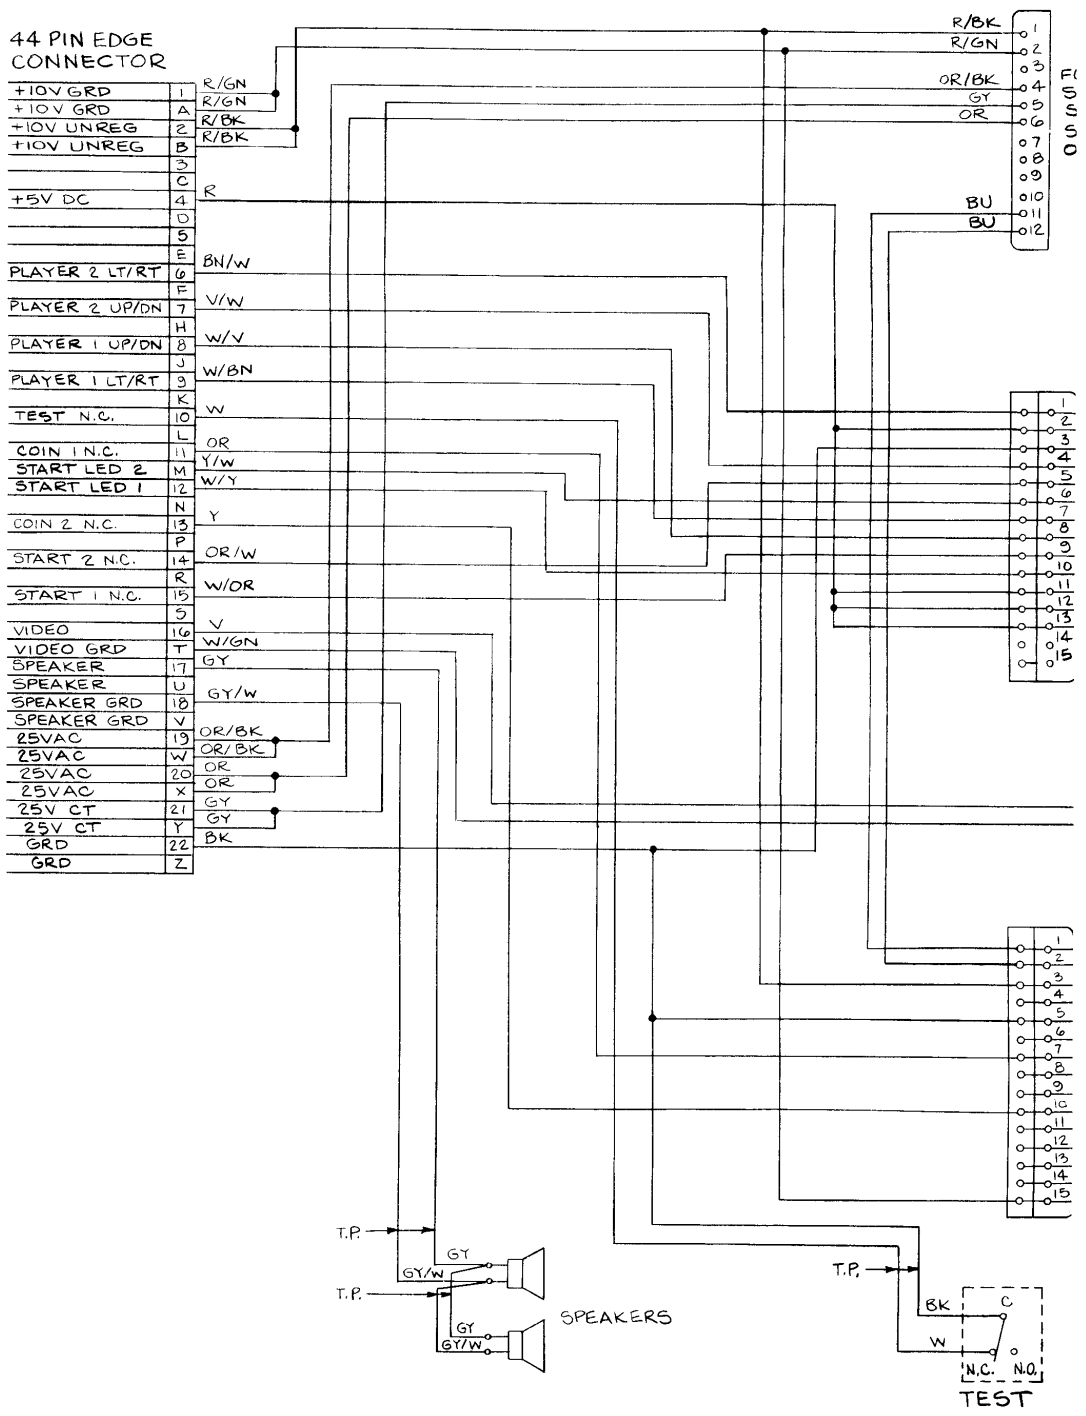 44 PIN EDGE
CONNECTOR
+10V GRD 1 R/GN
+10V GRD A R/GN
+10V UNREG 2 R/BK
+10V UNREG B R/BK
3
C
+5V DC 4 R
D
5
E
PLAYER 2 LT/RT 6 BN/W
F
PLAYER 2 UP/DN 7 V/W
H
PLAYER 1 UP/DN 8 W/V
J
PLAYER 1 LT/RT 9 W/BN
K
TEST N.C. 10 W
L
COIN 1 N.C. 11 OR
START LED 2 M Y/W
START LED 1 12 W/Y
N
COIN 2 N.C. 13 Y
P
START 2 N.C. 14 OR/W
R
START 1 N.C. 15 W/OR
S
VIDEO 16 V
VIDEO GRD T W/GN
SPEAKER 17 GY
SPEAKER U
SPEAKER GRD 18 GY/W
SPEAKER GRD V
25VAC 19 OR/BK
25VAC W OR/BK
25VAC 20 OR
25VAC X OR
25V CT 21 GY
25V CT Y GY
GRD 22 BK
GRD Z
R/BK 1
R/GN 2
3
OR/BK 4
GY 5
OR 6
7
8
9
10
BU 11
BU 12
1
2
3
4
5
6
7
8
9
10
11
12
13
14
15
1
2
3
4
5
6
7
8
9
10
11
12
13
14
15
T.P.
GY
GY/W
T.P.
SPEAKERS
GY
GY/W
T.P.
BK C
W
N.C. N.O.
TEST